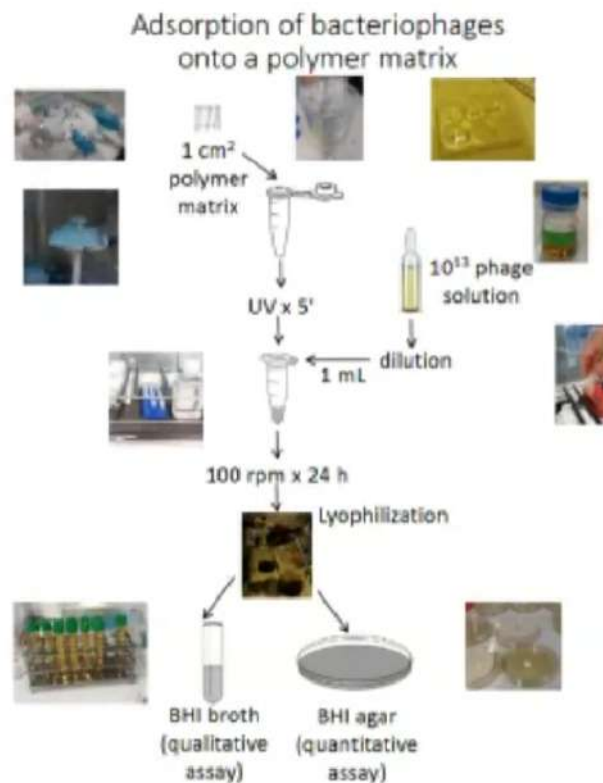 Adsorption of bacteriophages
onto a polymer matrix
1 cm²
polymer
matrix
10¹³ phage
solution
UV x 5'
dilution
1 mL
100 rpm x 24 h
Lyophilization
BHI broth
(qualitative
assay)
BHI agar
(quantitative
assay)